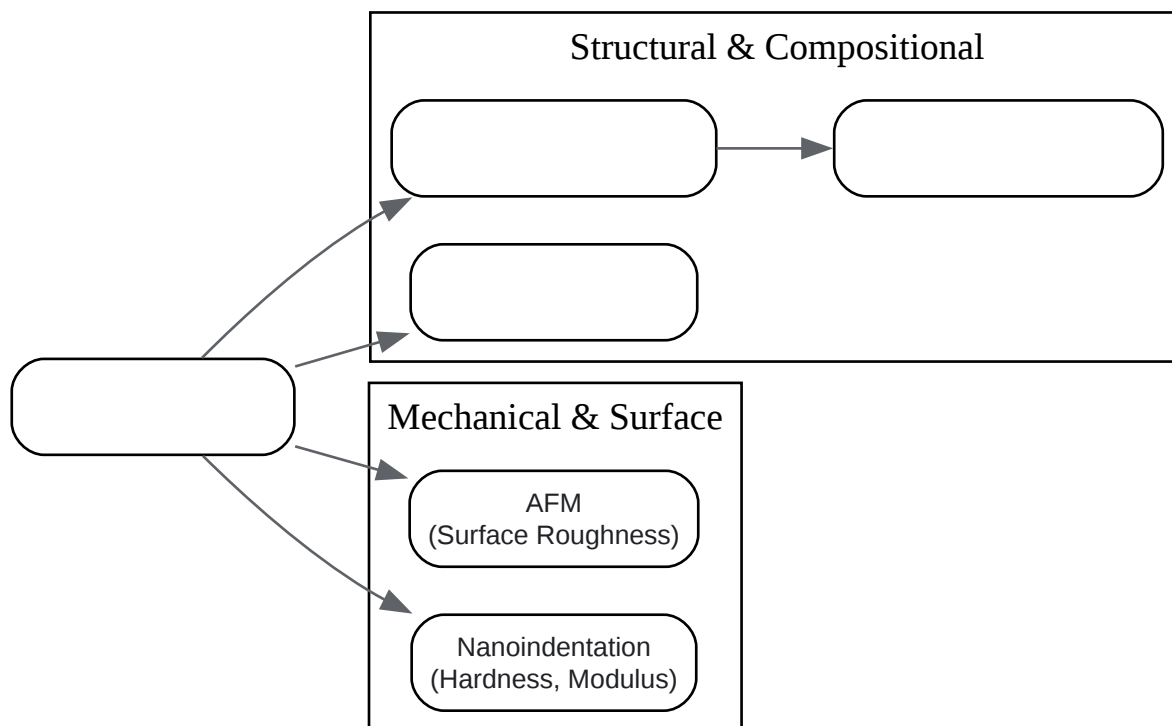 Structural & Compositional
Mechanical & Surface
AFM
(Surface Roughness)
Nanoindentation
(Hardness, Modulus)